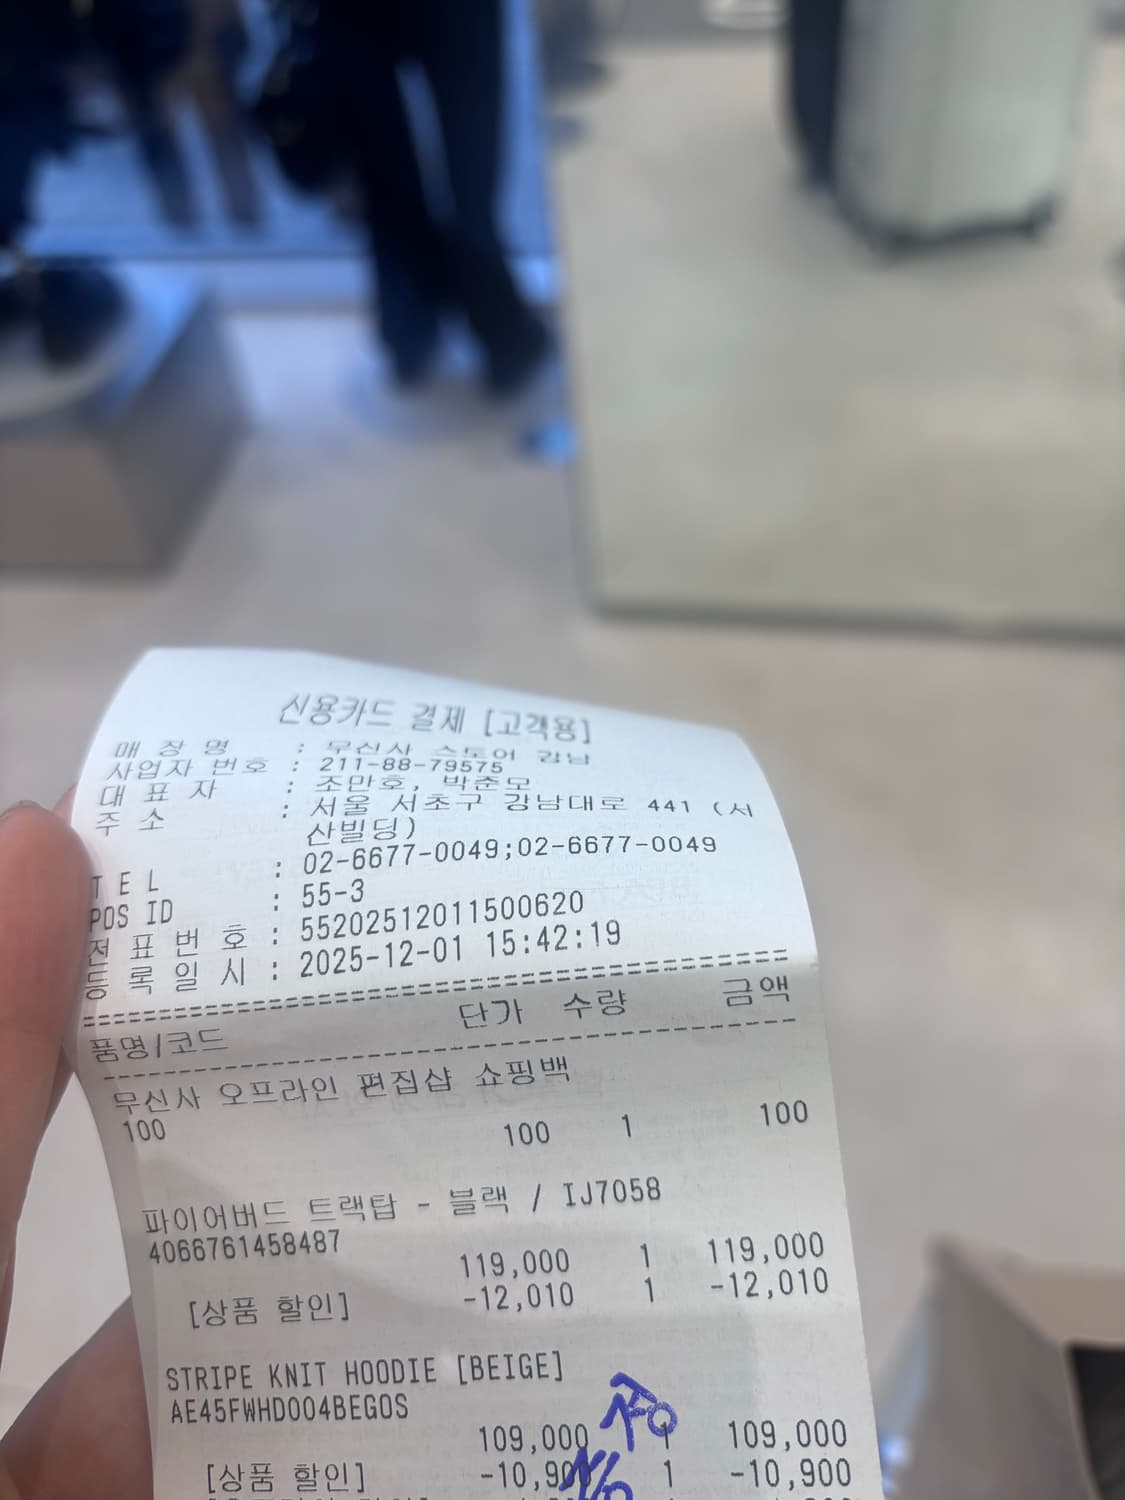 신용카드 결제 [고객용]
매 장 명 : 무신사 스토어 강남
사업자 번호 : 211-88-79575
대 표 자 : 조만호, 박준모
주 소 : 서울 서초구 강남대로 441 (서
산빌딩)
T E L : 02-6677-0049;02-6677-0049
POS ID : 55-3
전 표 번 호 : 55202512011500620
등 록 일 시 : 2025-12-01 15:42:19
품명/코드 단가 수량 금액
무신사 오프라인 편집샵 쇼핑백
100 100 1 100
파이어버드 트랙탑 - 블랙 / IJ7058
4066761458487
119,000 1 119,000
[상품 할인] -12,010 1 -12,010
STRIPE KNIT HOODIE [BEIGE]
AE45FWHD004BEGOS
109,000 1 109,000
[상품 할인] -10,900 1 -10,900